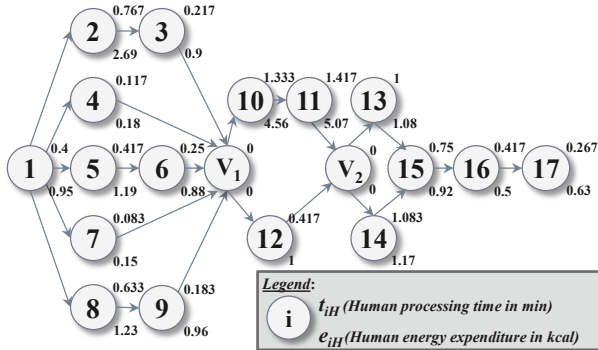 0.767 0.217
2 3
2.69 0.9
0.117
4
0.18
1.333 1.417 1
10 11 13
4.56 5.07 1.08
0.4 0.417 0.25 0 0 0.75 0.417 0.267
1 5 6 V1 V2 15 16 17
0.95 1.19 0.88 0 0 0.92 0.5 0.63
0.083
7
0.15
0.417
12
1
1.083
14
1.17
0.633 0.183
8 9
1.23 0.96
Legend:
i
tiH (Human processing time in min)
eiH (Human energy expenditure in kcal)